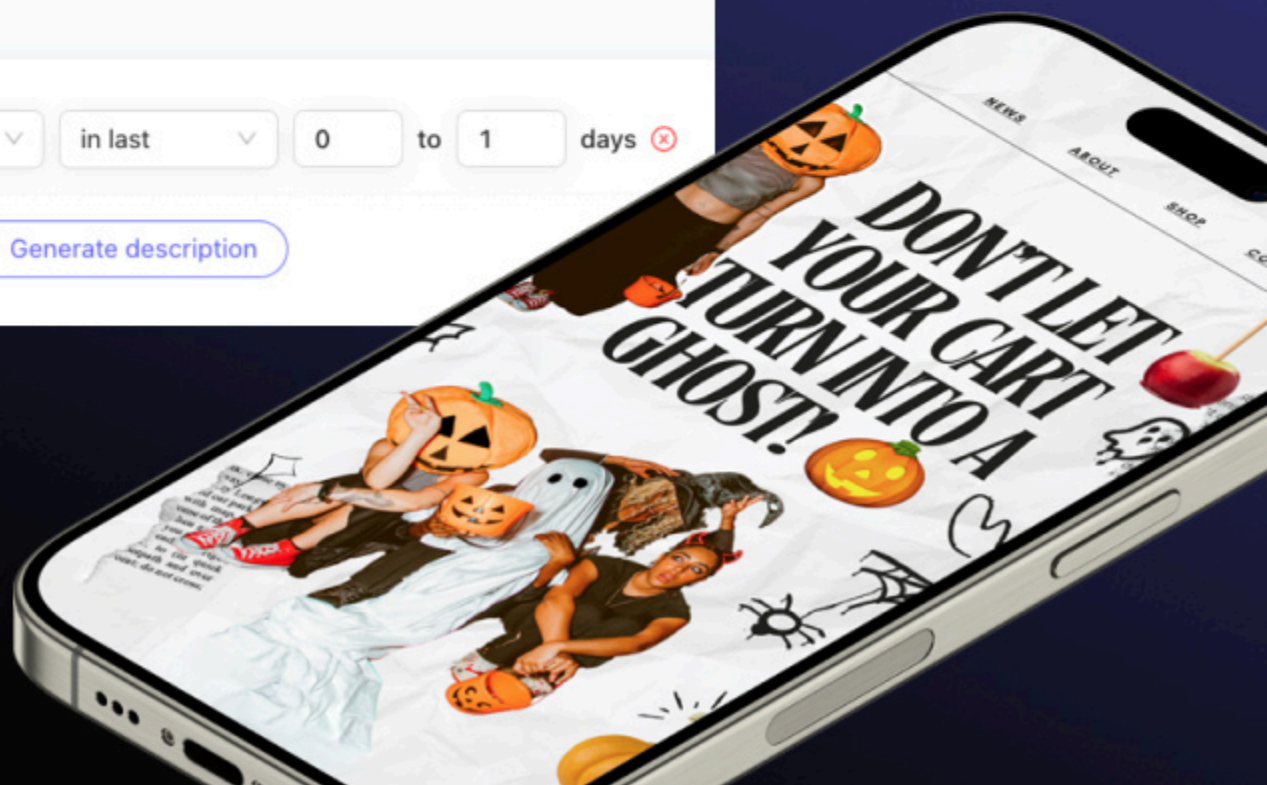 in last 0 to 1 days
Generate description
NEWS
ABOUT
SHOP
DON'T LET
YOUR CART
TURN INTO A
GHOST!